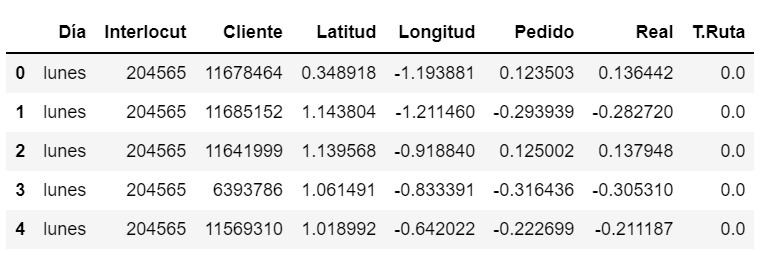 Día Interlocut Cliente Latitud Longitud Pedido Real T.Ruta
0 lunes 204565 11678464 0.348918 -1.193881 0.123503 0.136442 0.0
1 lunes 204565 11685152 1.143804 -1.211460 -0.293939 -0.282720 0.0
2 lunes 204565 11641999 1.139568 -0.918840 0.125002 0.137948 0.0
3 lunes 204565 6393786 1.061491 -0.833391 -0.316436 -0.305310 0.0
4 lunes 204565 11569310 1.018992 -0.642022 -0.222699 -0.211187 0.0